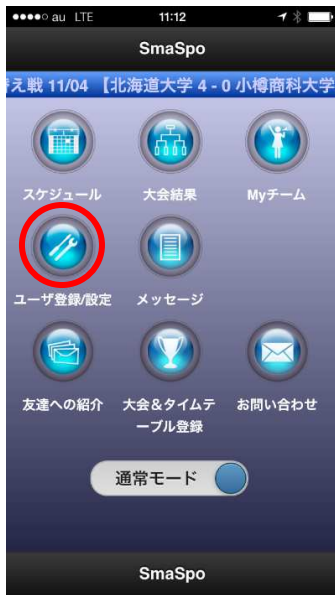 au LTE 11:12
SmaSpo
え戦 11/04 【北海道大学 4 - 0 小樽商科大学
スケジュール 大会結果 Myチーム
ユーザ登録/設定 メッセージ
友達への紹介 大会&タイムテ お問い合わせ
ーブル登録
通常モード
SmaSpo